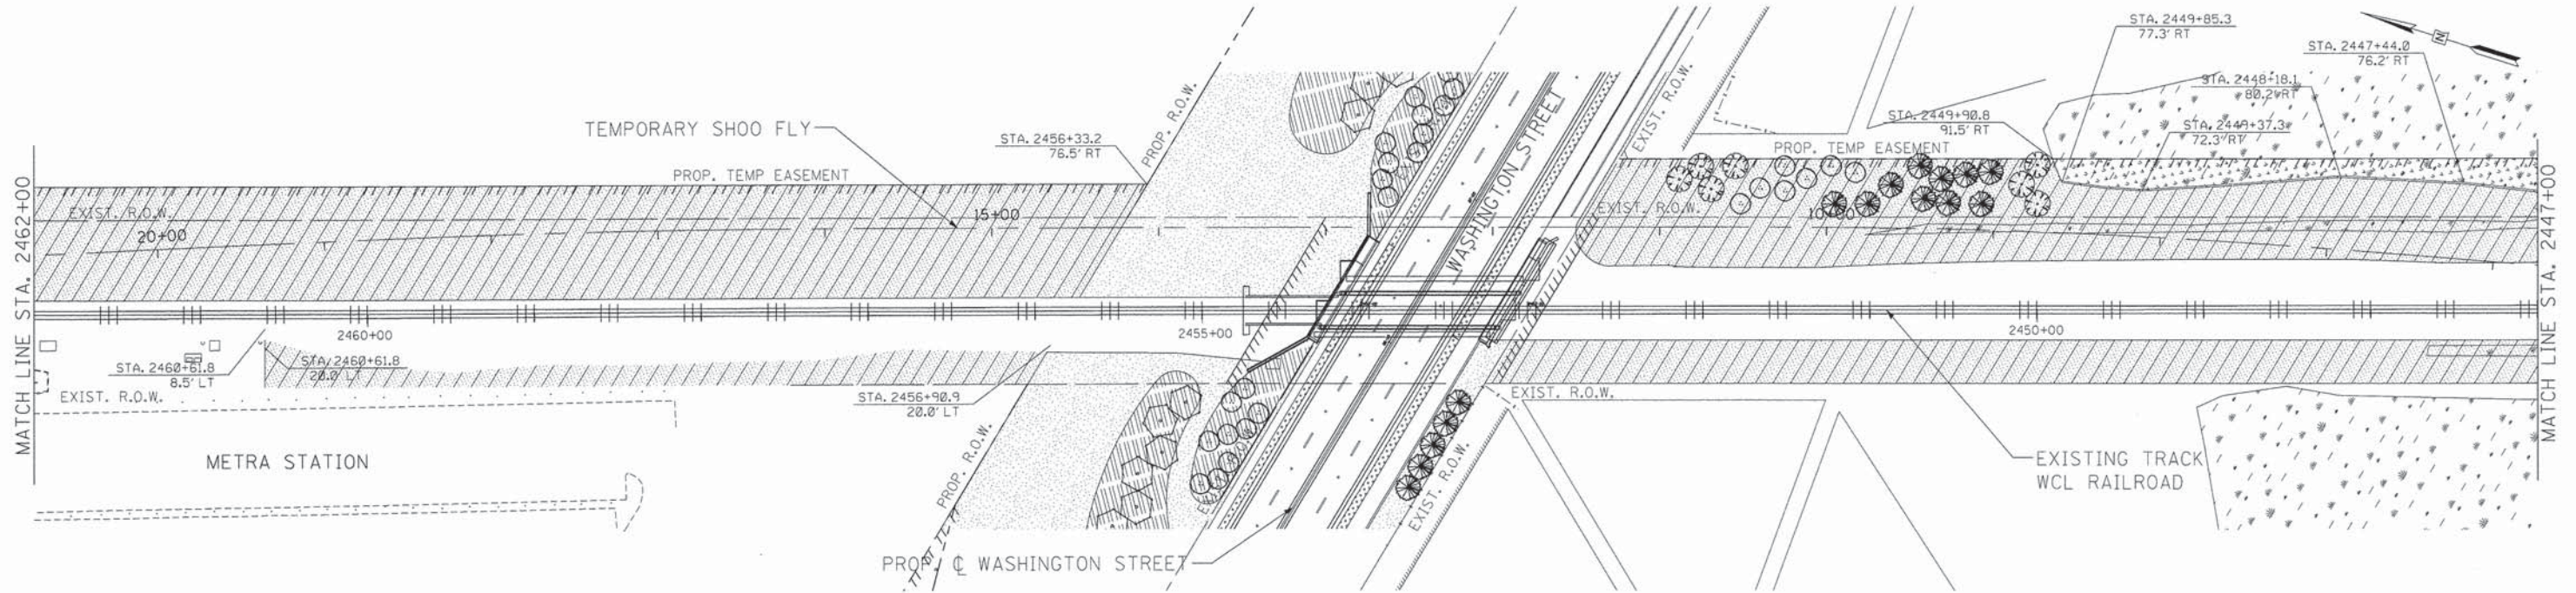 MATCH LINE STA. 2462+00
TEMPORARY SHOO FLY
STA. 2456+33.2
76.5' RT
PROP. R.O.W.
PROP. TEMP EASEMENT
EXIST. R.O.W.
20+00
15+00
2460+00
2455+00
STA. 2460+61.8
8.5' LT
STA. 2460+61.8
20.0' LT
EXIST. R.O.W.
METRA STATION
STA. 2456+90.9
20.0' LT
PROP. R.O.W.
PROP. ℄ WASHINGTON STREET
WASHINGTON STREET
EXIST. R.O.W.
EXIST. R.O.W.
EXIST. R.O.W.
EXIST. R.O.W.
STA. 2449+85.3
77.3' RT
N
STA. 2447+44.0
76.2' RT
STA. 2448+18.1
80.2' RT
STA. 2449+90.8
91.5' RT
STA. 2449+37.3
72.3' RT
PROP. TEMP EASEMENT
10+00
2450+00
EXISTING TRACK
WCL RAILROAD
MATCH LINE STA. 2447+00